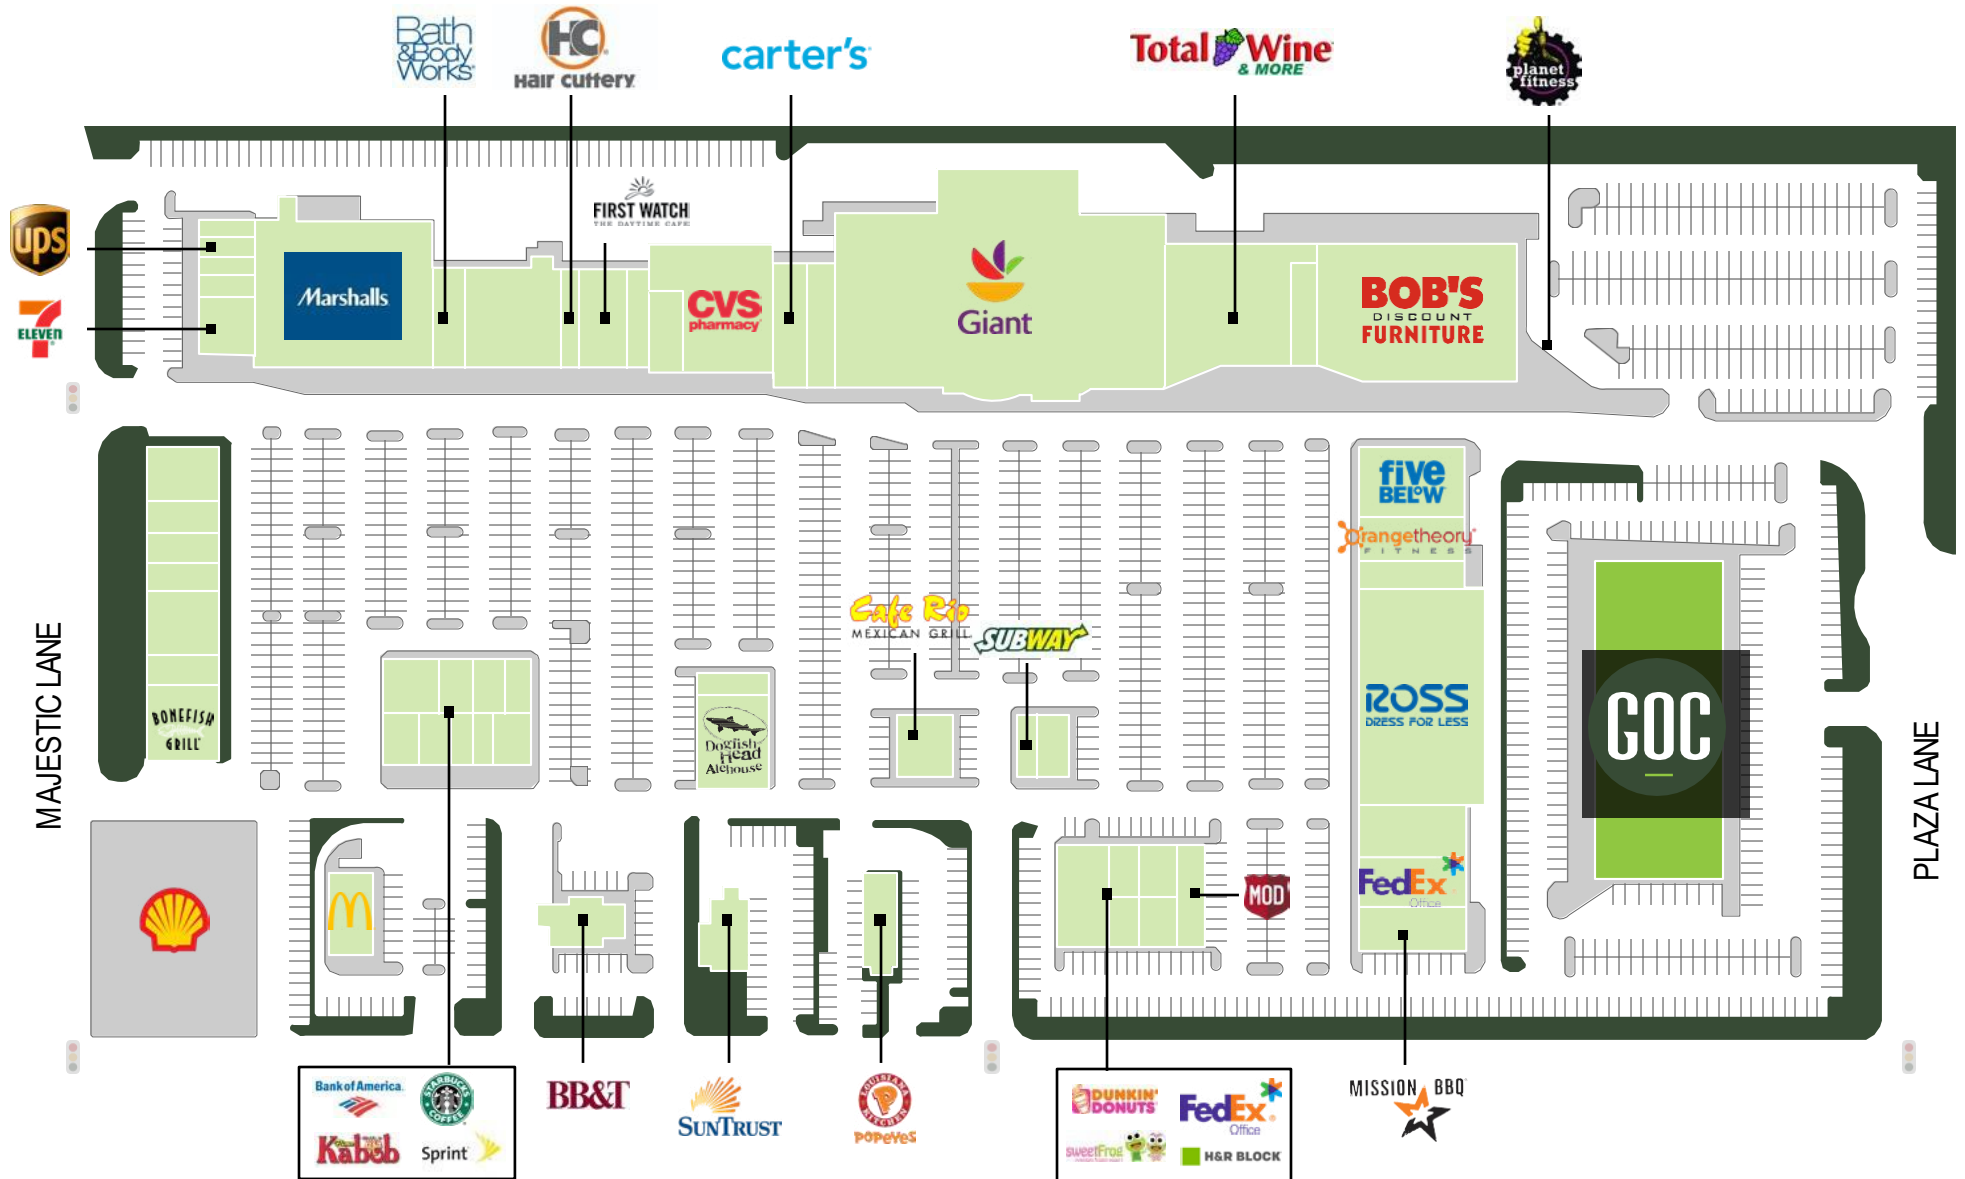 Bath
& Body
Works
HC
Hair Cuttery
carter's
Total Wine
& MORE
planet
fitness
ups
FIRST WATCH
THE DAYTIME CAFE
7
ELEVEN
Marshalls
CVS
pharmacy
Giant
BOB'S
DISCOUNT
FURNITURE
five
BELOW
Orangetheory
FITNESS
Cafe Rio
MEXICAN GRILL
SUBWAY
MAJESTIC LANE
BONEFISH
GRILL
Dogfish
Head
Alehouse
ROSS
DRESS FOR LESS
GOC
PLAZA LANE
FedEx
Office
MOD
Bank of America
STARBUCKS
COFFEE
Kabob
Sprint
BB&T
SUNTRUST
LOUISIANA
KITCHEN
POPEYES
DUNKIN'
DONUTS
FedEx
Office
sweetFrog
H&R BLOCK
MISSION BBQ